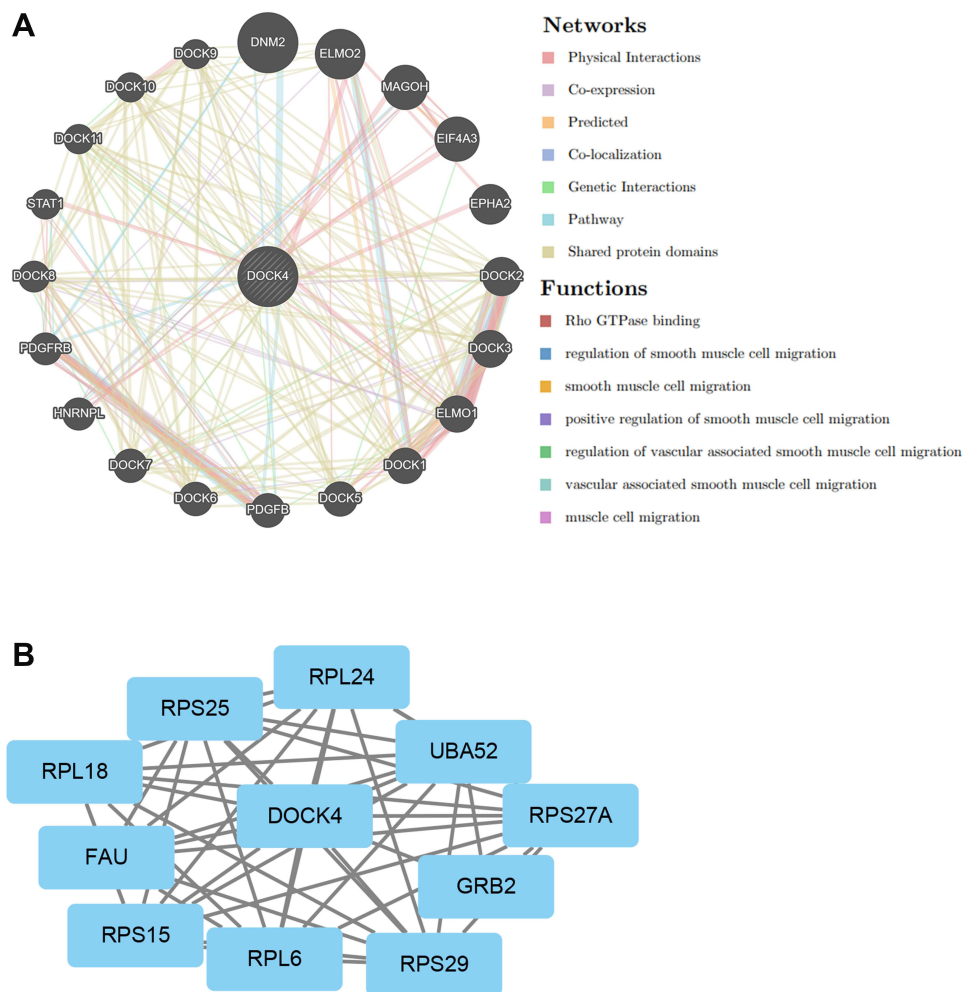 A
DNM2
ELMO2
MAGOH
EIF4A3
EPHA2
DOCK2
DOCK3
ELMO1
DOCK1
DOCK5
PDGFB
DOCK6
DOCK7
HNRNPL
PDGFRB
DOCK8
STAT1
DOCK11
DOCK10
DOCK9
DOCK4
Networks
Physical Interactions
Co-expression
Predicted
Co-localization
Genetic Interactions
Pathway
Shared protein domains
Functions
Rho GTPase binding
regulation of smooth muscle cell migration
smooth muscle cell migration
positive regulation of smooth muscle cell migration
regulation of vascular associated smooth muscle cell migration
vascular associated smooth muscle cell migration
muscle cell migration
B
RPL24
RPS25
UBA52
RPL18
DOCK4
RPS27A
FAU
GRB2
RPS15
RPL6
RPS29